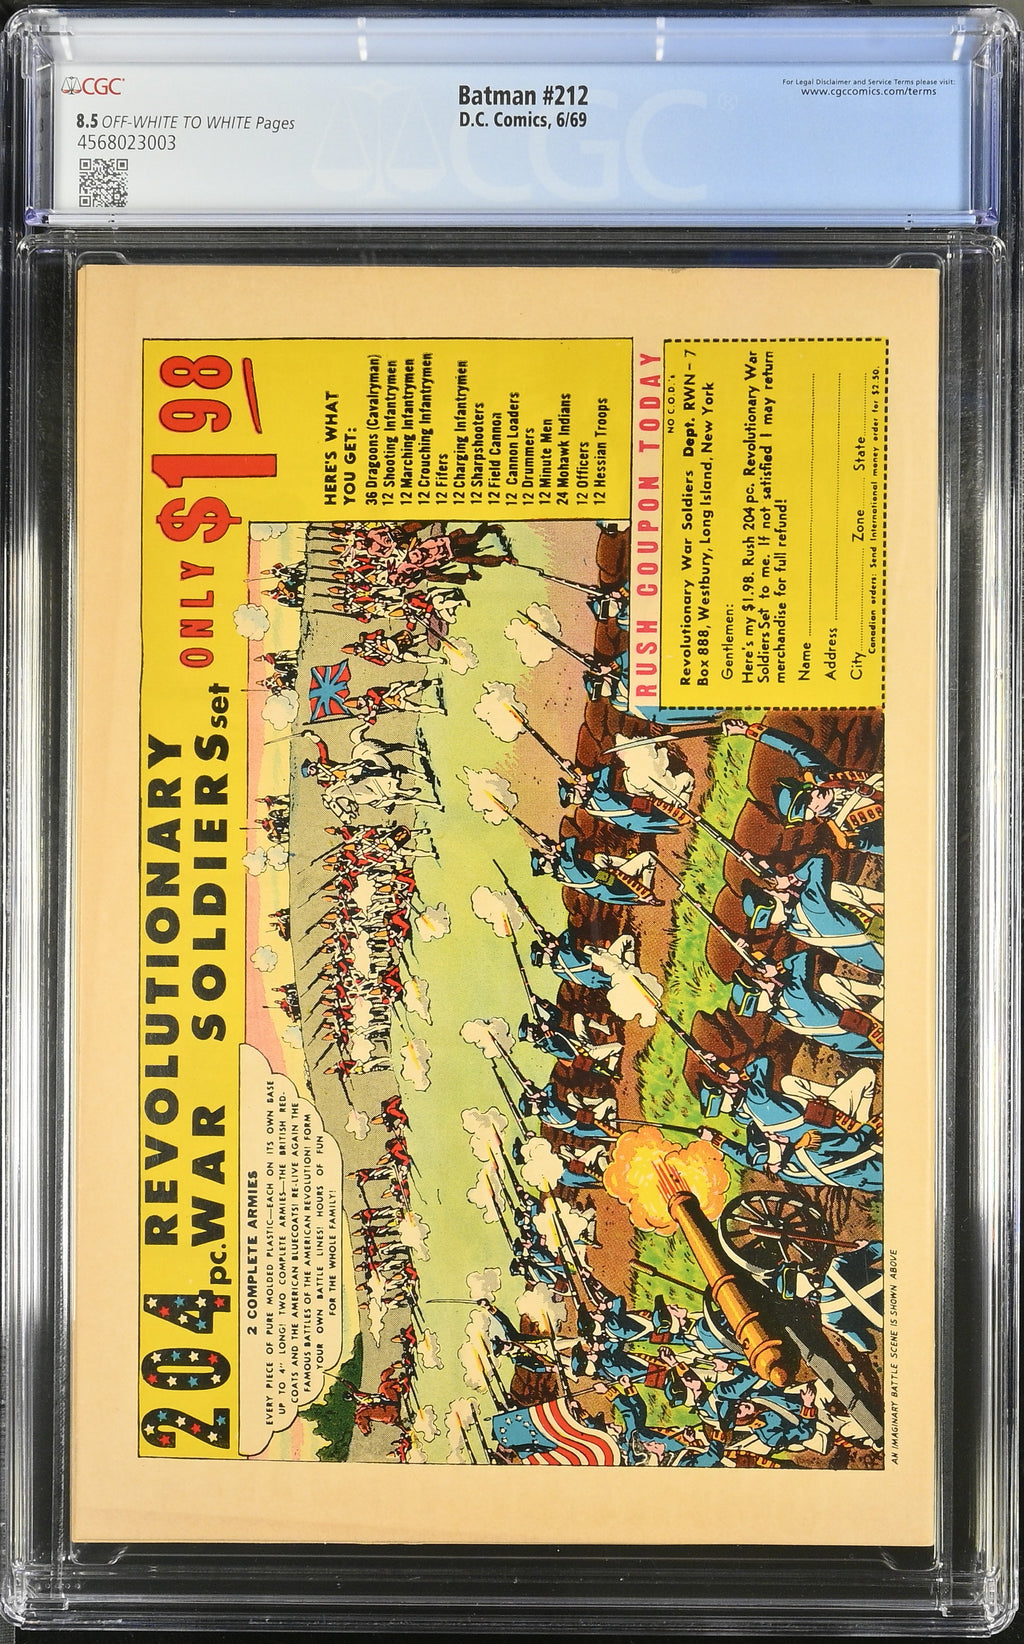 CGC
8.5 OFF-WHITE TO WHITE Pages
4568023003
Batman #212
D.C. Comics, 6/69
For Legal Disclaimer and Service Terms please visit:
www.cgccomics.com/terms
CGC®
204 REVOLUTIONARY
pc. WAR SOLDIERS set ONLY $1 98
2 COMPLETE ARMIES
EVERY PIECE OF PURE MOLDED PLASTIC—EACH ON ITS OWN BASE
UP TO 4" LONG! TWO COMPLETE ARMIES—THE BRITISH RED-
COATS AND THE AMERICAN BLUECOATS! RE-LIVE AGAIN THE
FAMOUS BATTLES OF THE AMERICAN REVOLUTION! FORM
YOUR OWN BATTLE LINES! HOURS OF FUN
FOR THE WHOLE FAMILY!
HERE'S WHAT
YOU GET:
36 Dragoons (Cavalryman)
12 Shooting Infantrymen
12 Marching Infantrymen
12 Crouching Infantrymen
12 Fifers
12 Charging Infantrymen
12 Sharpshooters
12 Field Cannon
12 Cannon Loaders
12 Drummers
12 Minute Men
24 Mohawk Indians
12 Officers
12 Hessian Troops
RUSH COUPON TODAY
NO C.O.D.'s
Revolutionary War Soldiers Dept. RWN-7
Box 888, Westbury, Long Island, New York
Gentlemen:
Here's my $1.98. Rush 204 pc. Revolutionary War
Soldiers Set to me. If not satisfied I may return
merchandise for full refund!
Name
Address
City Zone State
Canadian orders: Send International money order for $2.50.
AN IMAGINARY BATTLE SCENE IS SHOWN ABOVE